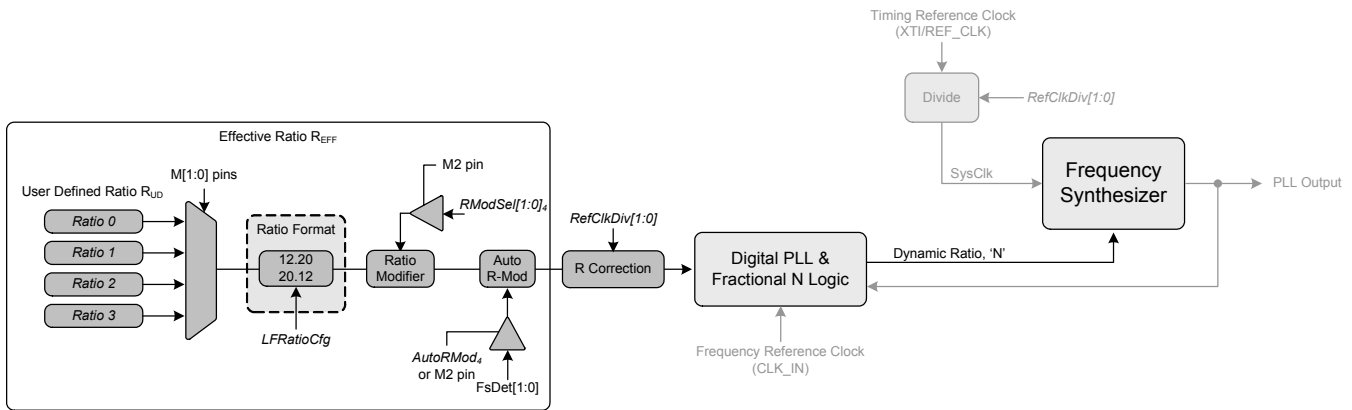 Timing Reference Clock
(XTI/REF_CLK)
Divide
RefClkDiv[1:0]
Effective Ratio REFF
M2 pin
M[1:0] pins
User Defined Ratio RUD
RModSel[1:0]4
SysClk
Frequency
Synthesizer
PLL Output
Ratio 0
Ratio 1
Ratio 2
Ratio 3
Ratio Format
12.20
20.12
LFRatioCfg
Ratio
Modifier
Auto
R-Mod
AutoRMod4
or M2 pin
FsDet[1:0]
RefClkDiv[1:0]
R Correction
Digital PLL &
Fractional N Logic
Dynamic Ratio, ‘N’
Frequency Reference Clock
(CLK_IN)